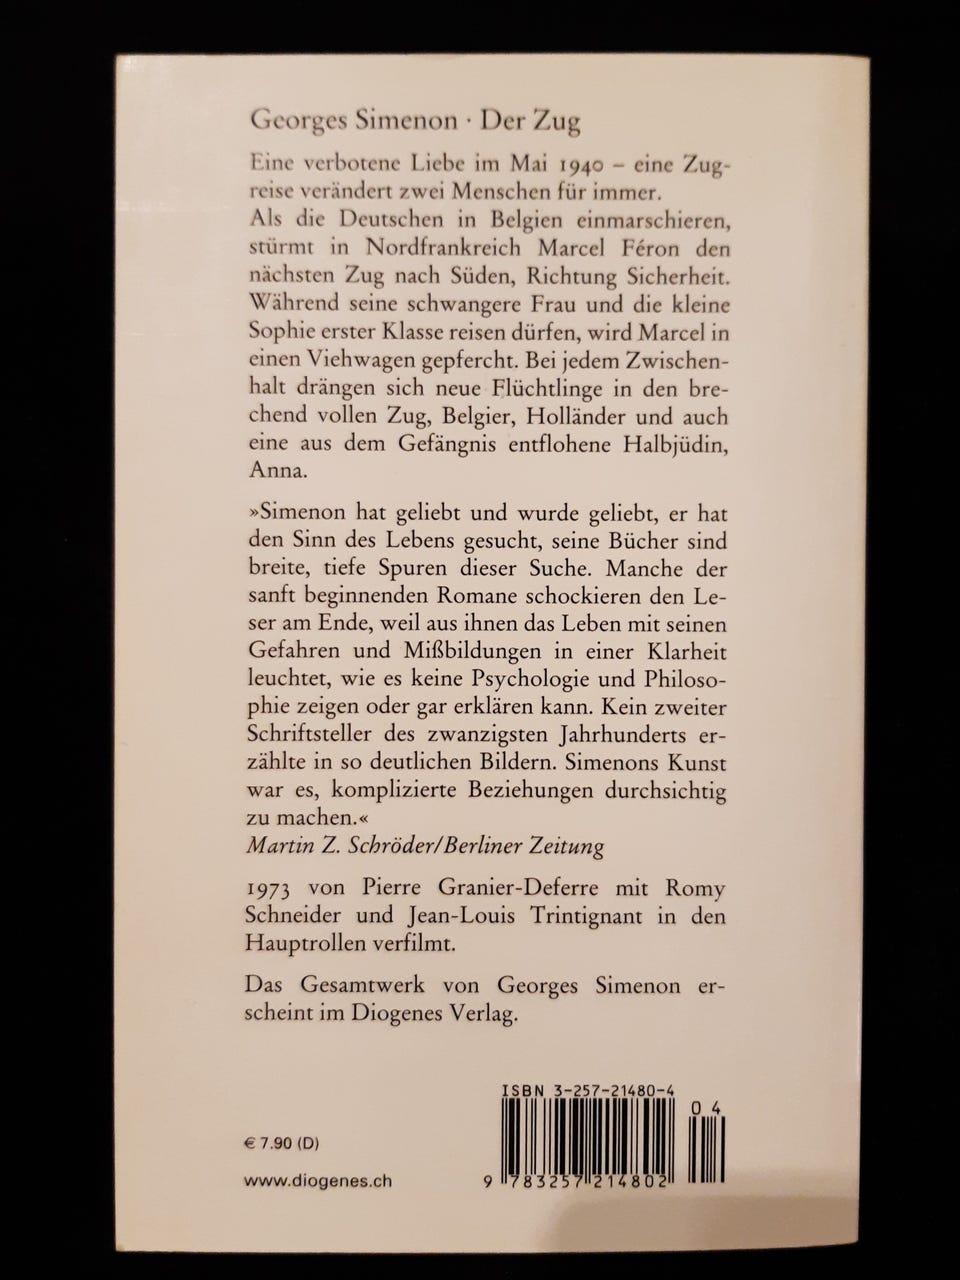 Georges Simenon · Der Zug
Eine verbotene Liebe im Mai 1940 – eine Zug-
reise verändert zwei Menschen für immer.
Als die Deutschen in Belgien einmarschieren,
stürmt in Nordfrankreich Marcel Féron den
nächsten Zug nach Süden, Richtung Sicherheit.
Während seine schwangere Frau und die kleine
Sophie erster Klasse reisen dürfen, wird Marcel in
einen Viehwagen gepfercht. Bei jedem Zwischen-
halt drängen sich neue Flüchtlinge in den bre-
chend vollen Zug, Belgier, Holländer und auch
eine aus dem Gefängnis entflohene Halbjüdin,
Anna.
»Simenon hat geliebt und wurde geliebt, er hat
den Sinn des Lebens gesucht, seine Bücher sind
breite, tiefe Spuren dieser Suche. Manche der
sanft beginnenden Romane schockieren den Le-
ser am Ende, weil aus ihnen das Leben mit seinen
Gefahren und Mißbildungen in einer Klarheit
leuchtet, wie es keine Psychologie und Philoso-
phie zeigen oder gar erklären kann. Kein zweiter
Schriftsteller des zwanzigsten Jahrhunderts er-
zählte in so deutlichen Bildern. Simenons Kunst
war es, komplizierte Beziehungen durchsichtig
zu machen.«
Martin Z. Schröder/Berliner Zeitung
1973 von Pierre Granier-Deferre mit Romy
Schneider und Jean-Louis Trintignant in den
Hauptrollen verfilmt.
Das Gesamtwerk von Georges Simenon er-
scheint im Diogenes Verlag.
ISBN 3-257-21480-4
04
€ 7.90 (D)
www.diogenes.ch
9 783257 214802